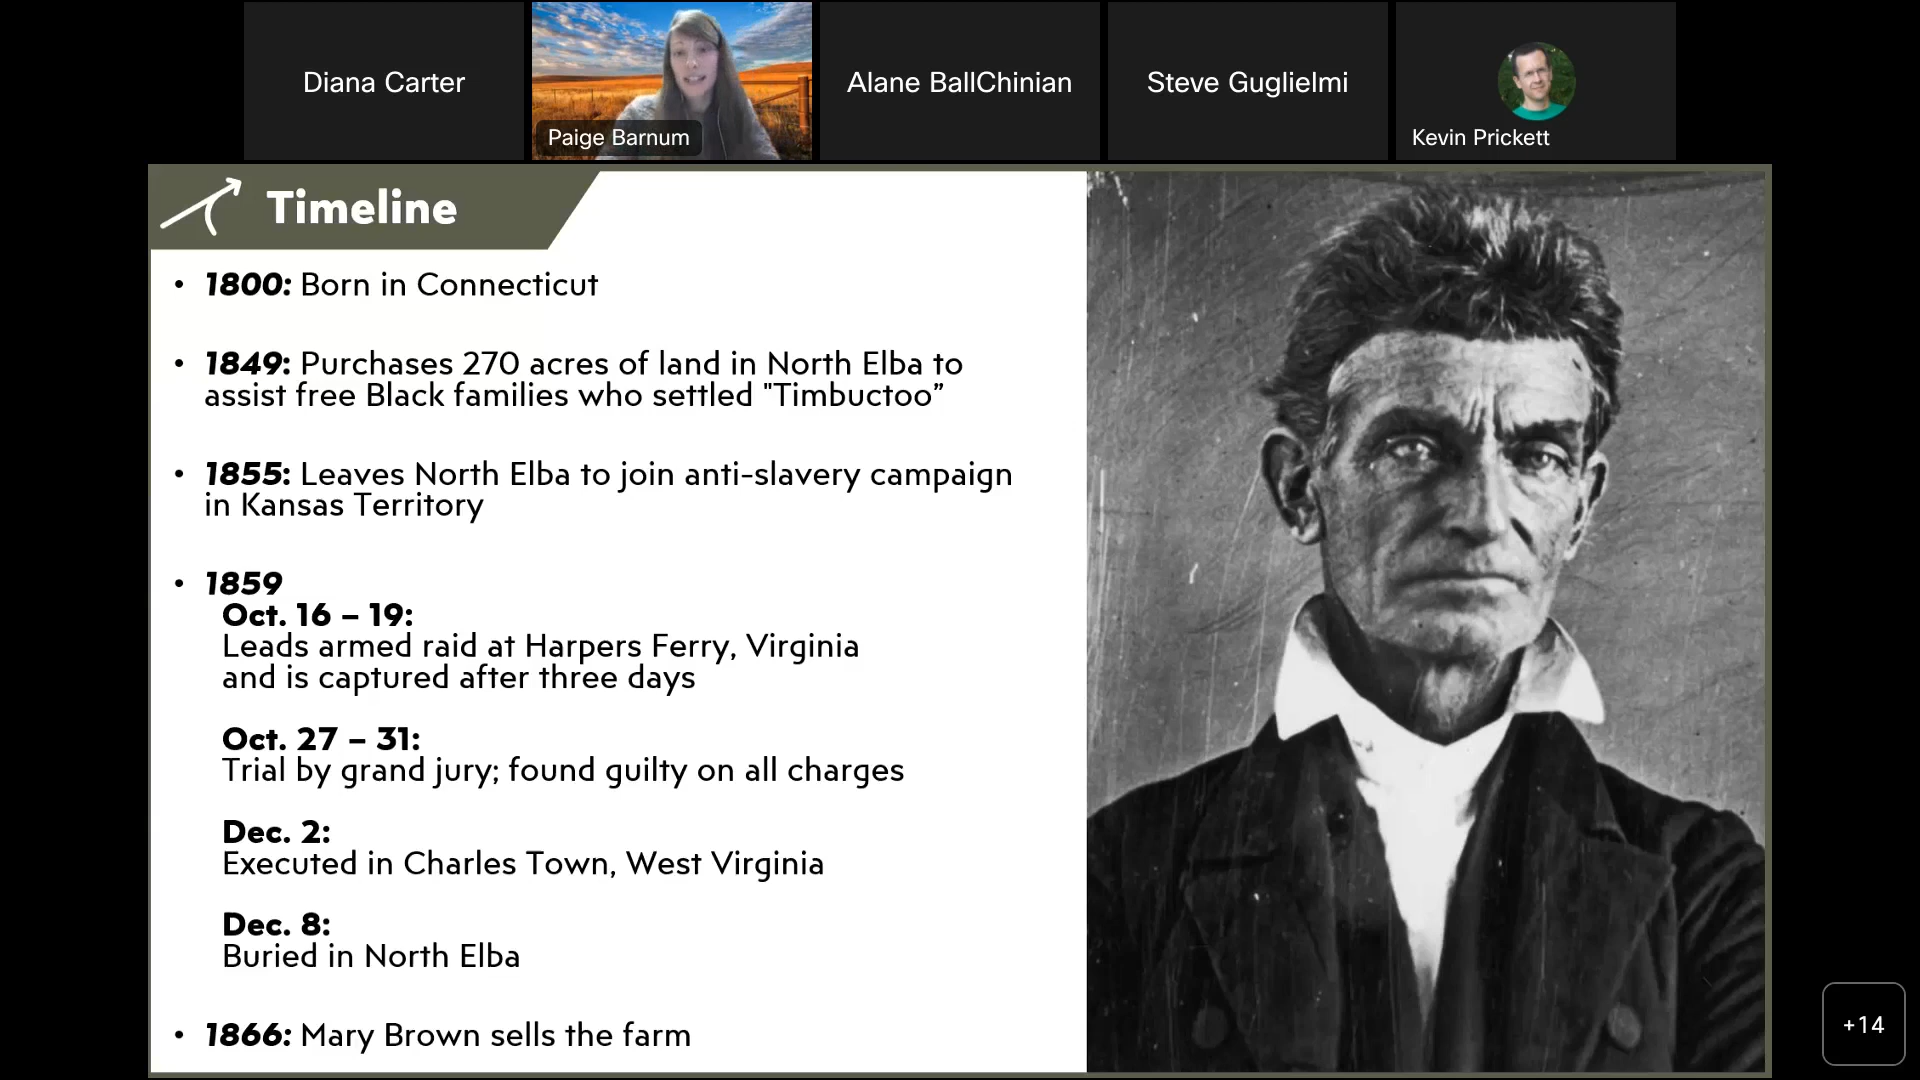 Diana Carter
Paige Barnum
Alane BallChinian
Steve Guglielmi
Kevin Prickett
Timeline
• 1800: Born in Connecticut
• 1849: Purchases 270 acres of land in North Elba to
assist free Black families who settled "Timbuctoo”
• 1855: Leaves North Elba to join anti-slavery campaign
in Kansas Territory
• 1859
Oct. 16 – 19:
Leads armed raid at Harpers Ferry, Virginia
and is captured after three days
Oct. 27 – 31:
Trial by grand jury; found guilty on all charges
Dec. 2:
Executed in Charles Town, West Virginia
Dec. 8:
Buried in North Elba
• 1866: Mary Brown sells the farm
+14